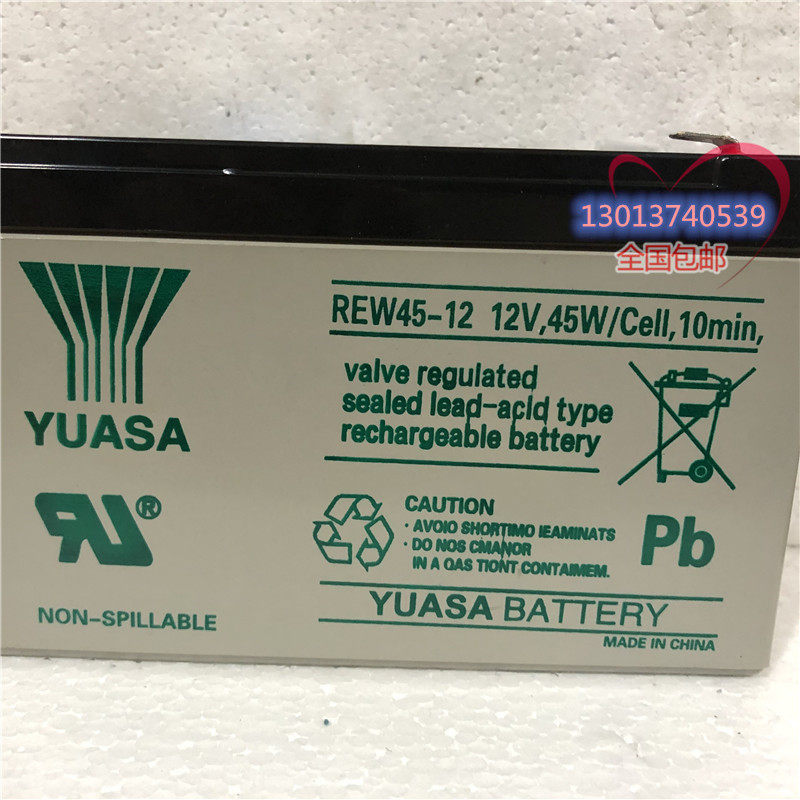 13013740539
全国包邮
YUASA
REW45-12 12V,45W/Cell,10min,
valve regulated
sealed lead-acid type
rechargeable battery
RU®
CAUTION
· AVOIO SHORTIMO IEAMINATS
· DO NOS CMANOR
IN A OAS TIONT CONTAIMEM.
Pb
NON-SPILLABLE
YUASA BATTERY
MADE IN CHINA